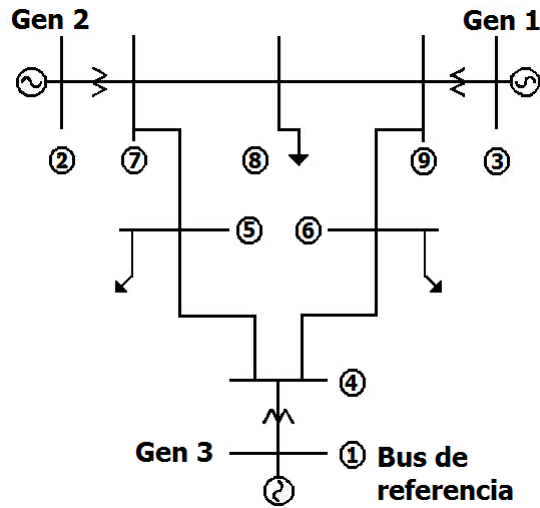 Gen 2
Gen 1
② ⑦ ⑧ ⑨ ③
⑤ ⑥
④
Gen 3
① Bus de
referencia